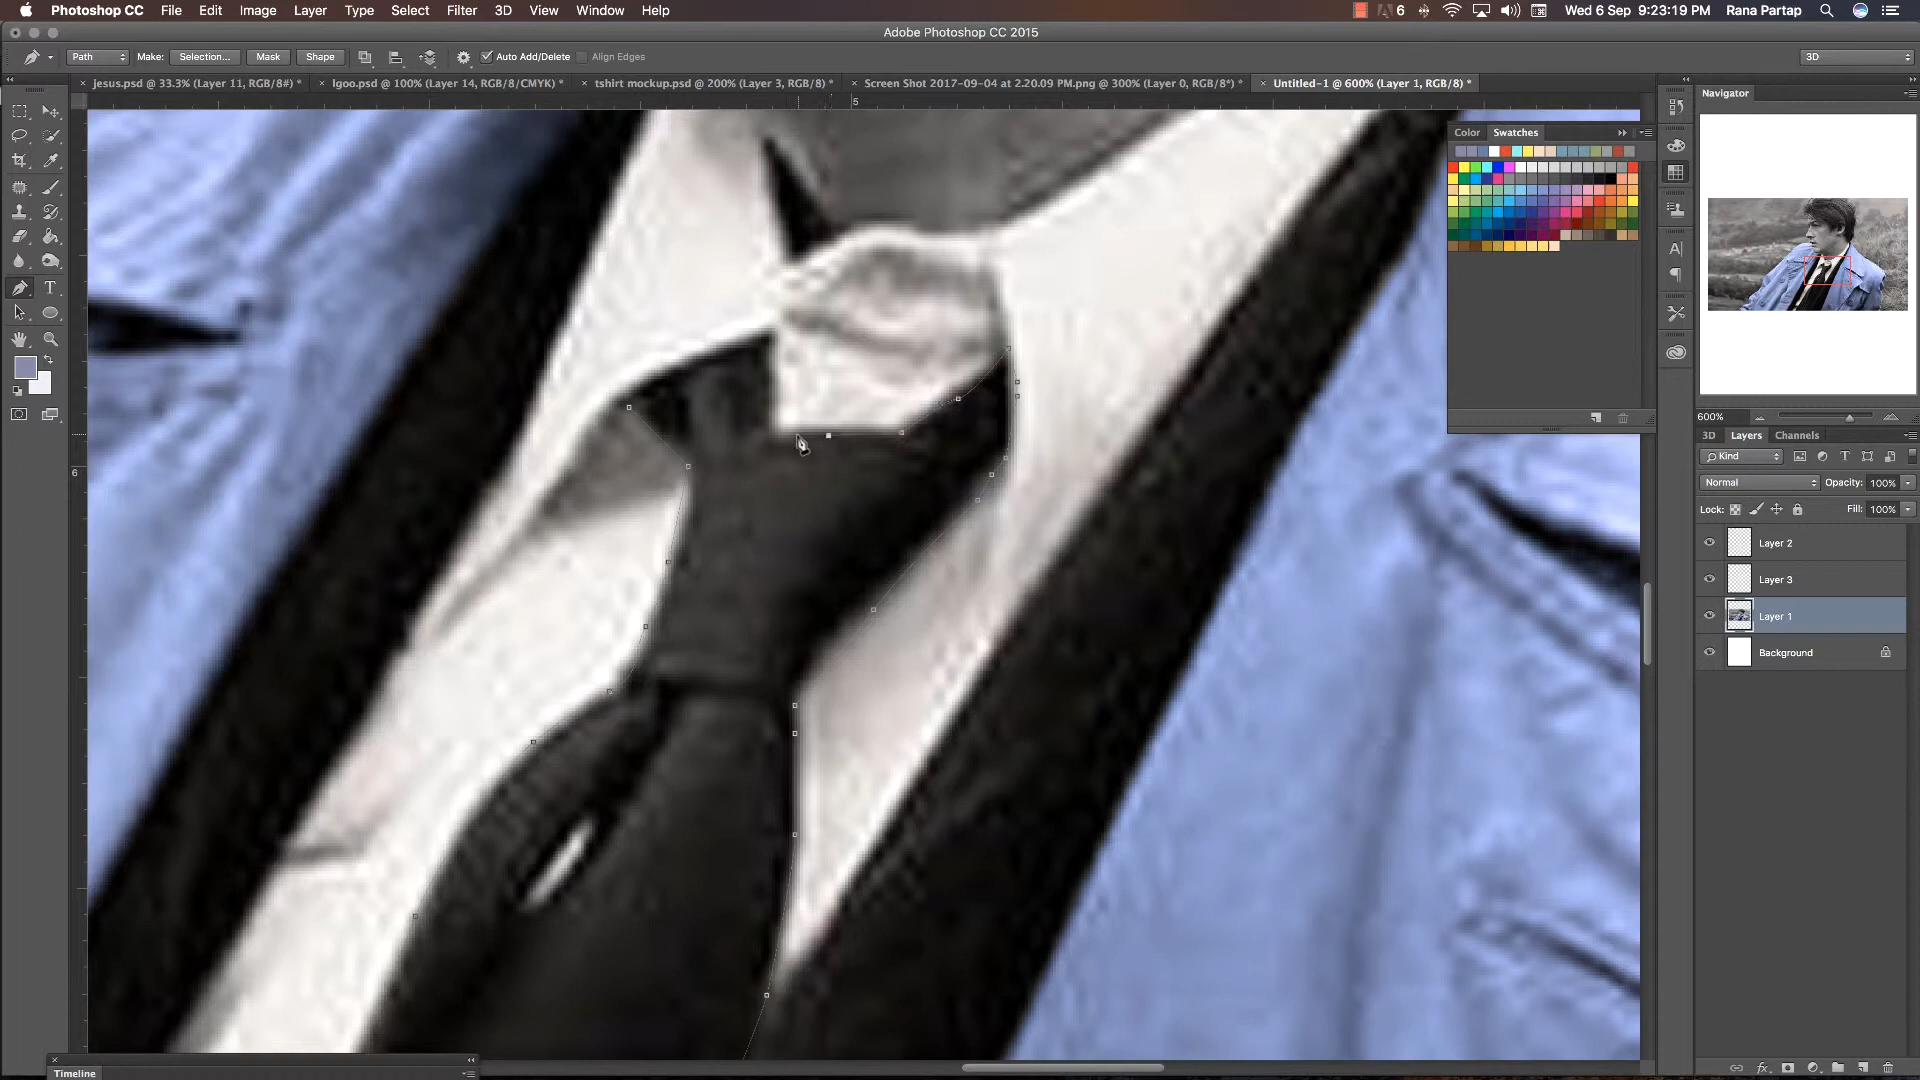 Photoshop CC File Edit Image Layer Type Select Filter 3D View Window Help 6 Wed 6 Sep 9:23:19 PM Rana Partap
Adobe Photoshop CC 2015
Path Make: Selection... Mask Shape Auto Add/Delete Align Edges 3D
jesus.psd @ 33.3% (Layer 11, RGB/8#) * lgoo.psd @ 100% (Layer 14, RGB/8/CMYK) * tshirt mockup.psd @ 200% (Layer 3, RGB/8) * Screen Shot 2017-09-04 at 2.20.09 PM.png @ 300% (Layer 0, RGB/8*) * Untitled-1 @ 600% (Layer 1, RGB/8) *
Navigator
5
Color Swatches
6
600%
3D Layers Channels
Kind
Normal Opacity: 100%
Lock: Fill: 100%
Layer 2
Layer 3
Layer 1
Background
Timeline